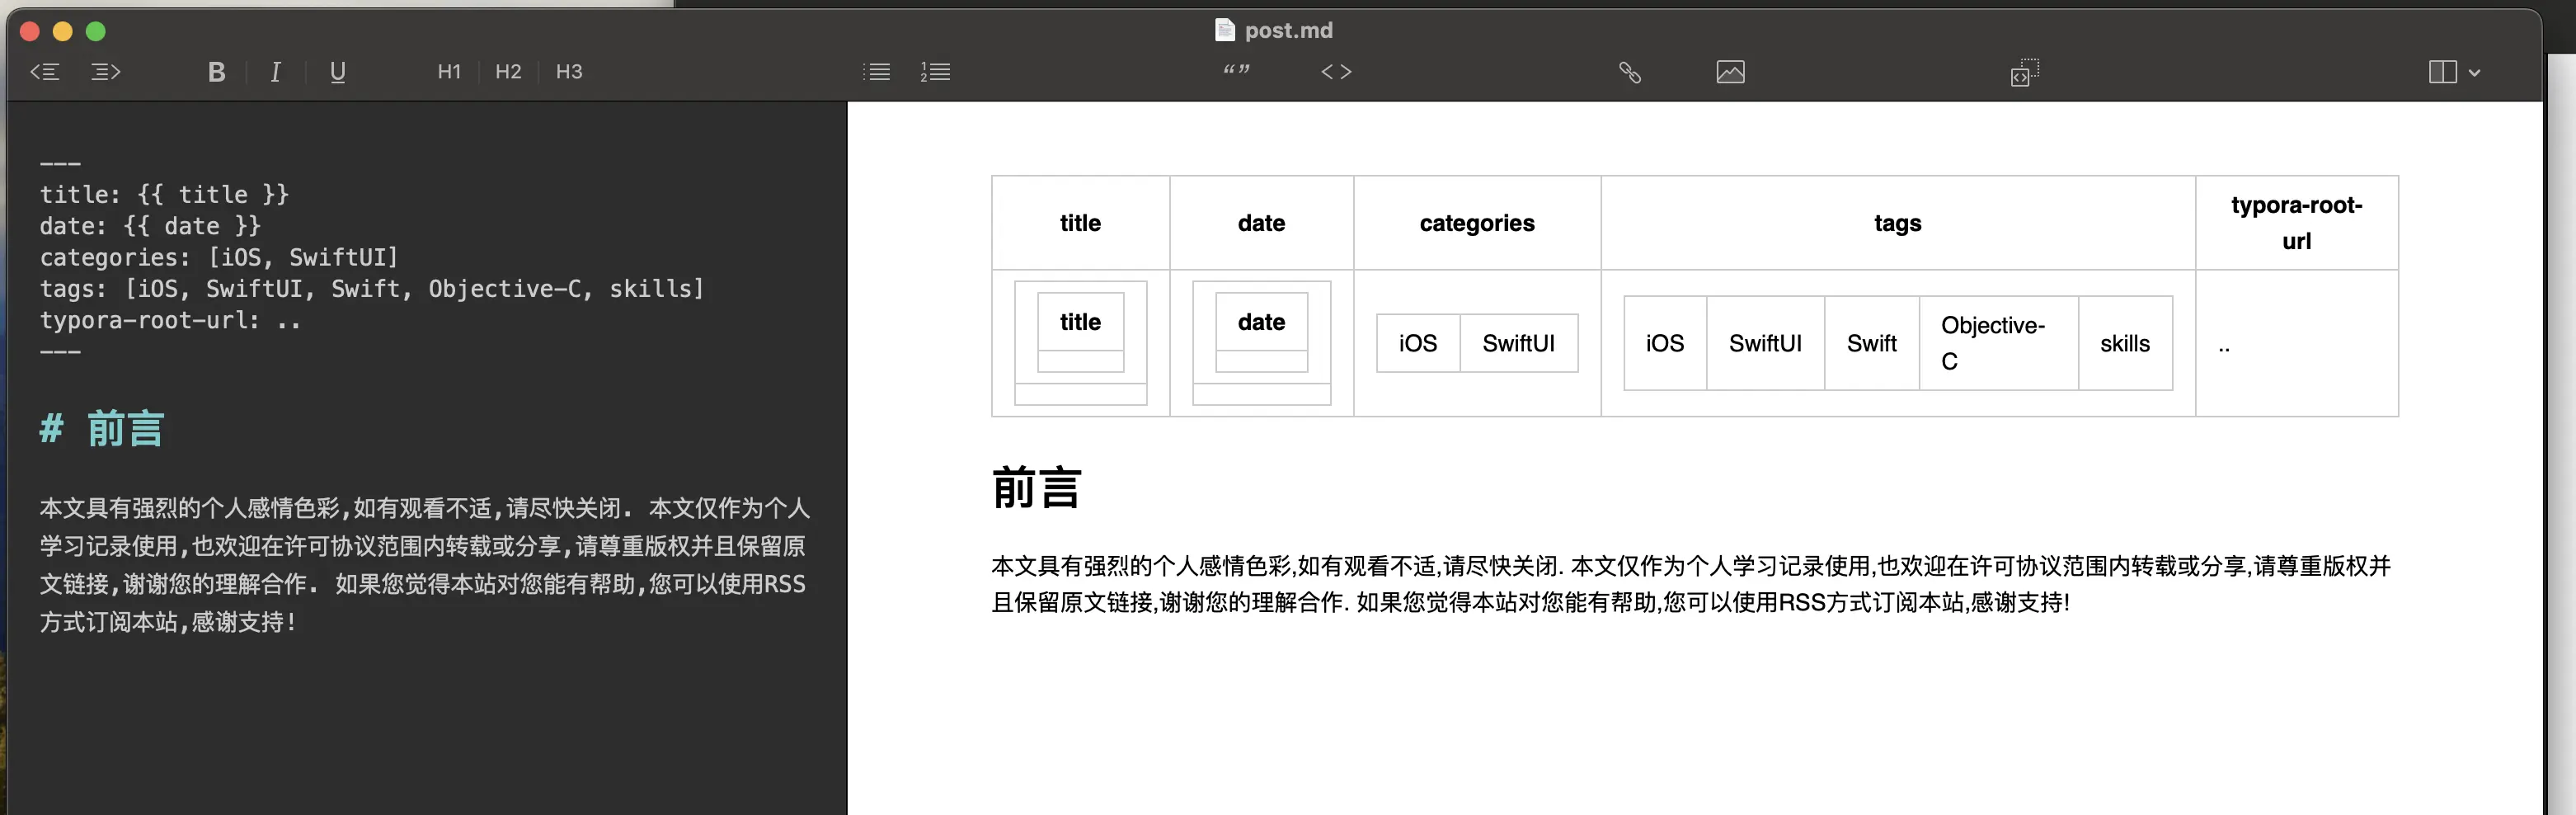 post.md
B I U H1 H2 H3
---
title: {{ title }}
date: {{ date }}
categories: [iOS, SwiftUI]
tags: [iOS, SwiftUI, Swift, Objective-C, skills]
typora-root-url: ..
---
# 前言
本文具有强烈的个人感情色彩,如有观看不适,请尽快关闭. 本文仅作为个人
学习记录使用,也欢迎在许可协议范围内转载或分享,请尊重版权并且保留原
文链接,谢谢您的理解合作. 如果您觉得本站对您能有帮助,您可以使用RSS
方式订阅本站,感谢支持!
title date categories tags typora-root-
url
title date iOS SwiftUI iOS SwiftUI Swift Objective-
C skills ..
前言
本文具有强烈的个人感情色彩,如有观看不适,请尽快关闭. 本文仅作为个人学习记录使用,也欢迎在许可协议范围内转载或分享,请尊重版权并
且保留原文链接,谢谢您的理解合作. 如果您觉得本站对您能有帮助,您可以使用RSS方式订阅本站,感谢支持!